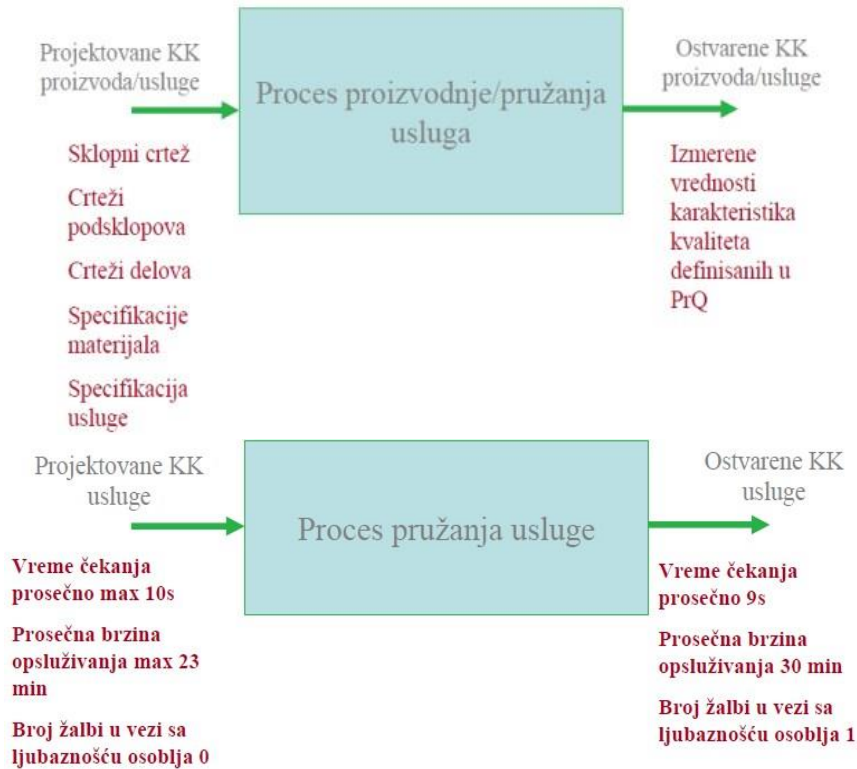 Projektovane KK
proizvoda/usluge
Proces proizvodnje/pružanja
usluga
Ostvarene KK
proizvoda/usluge
Sklopni crtež
Crteži
podsklopova
Crteži delova
Specifikacije
materijala
Specifikacija
usluge
Izmerene
vrednosti
karakteristika
kvaliteta
definisanih u
PrQ
Projektovane KK
usluge
Proces pružanja usluge
Ostvarene KK
usluge
Vreme čekanja
prosečno max 10s
Prosečna brzina
opsluživanja max 23
min
Broj žalbi u vezi sa
ljubaznošću osoblja 0
Vreme čekanja
prosečno 9s
Prosečna brzina
opsluživanja 30 min
Broj žalbi u vezi sa
ljubaznošću osoblja 1